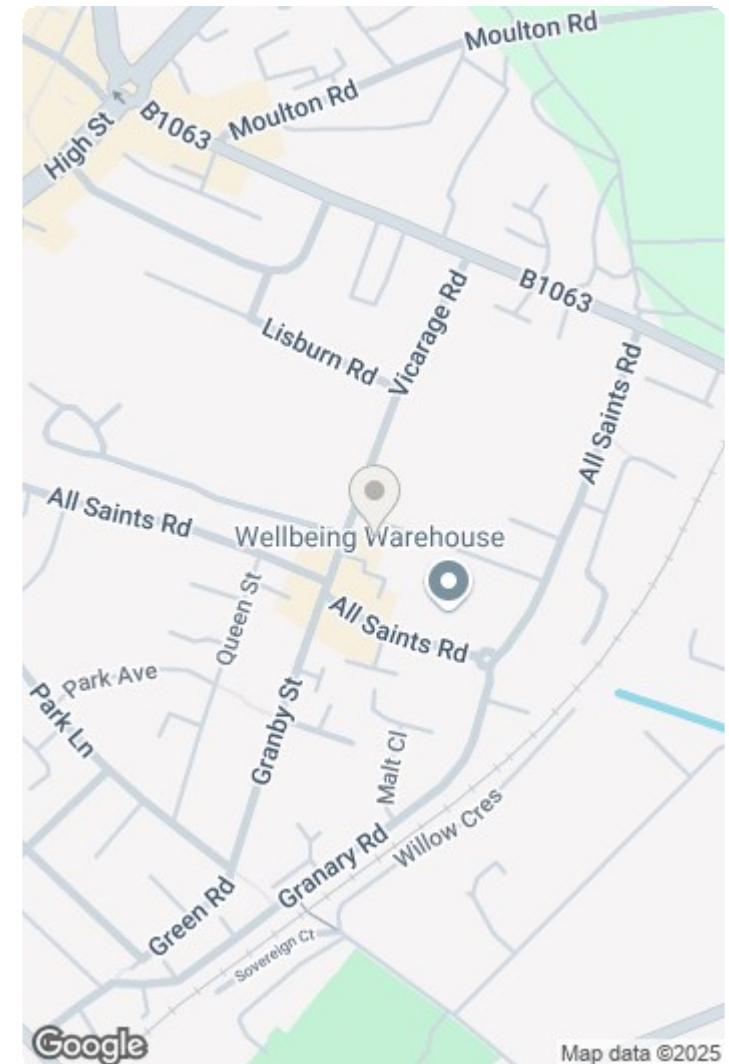 Moulton Rd
Moulton Rd
B1063
High St
B1063
Vicarage Rd
Lisburn Rd
All Saints Rd
All Saints Rd
Wellbeing Warehouse
Queen St
All Saints Rd
Park Ave
Park Ln
Granby St
Malt Cl
Willow Cres
Granary Rd
Green Rd
Sovereign Ct
Google
Map data ©2025